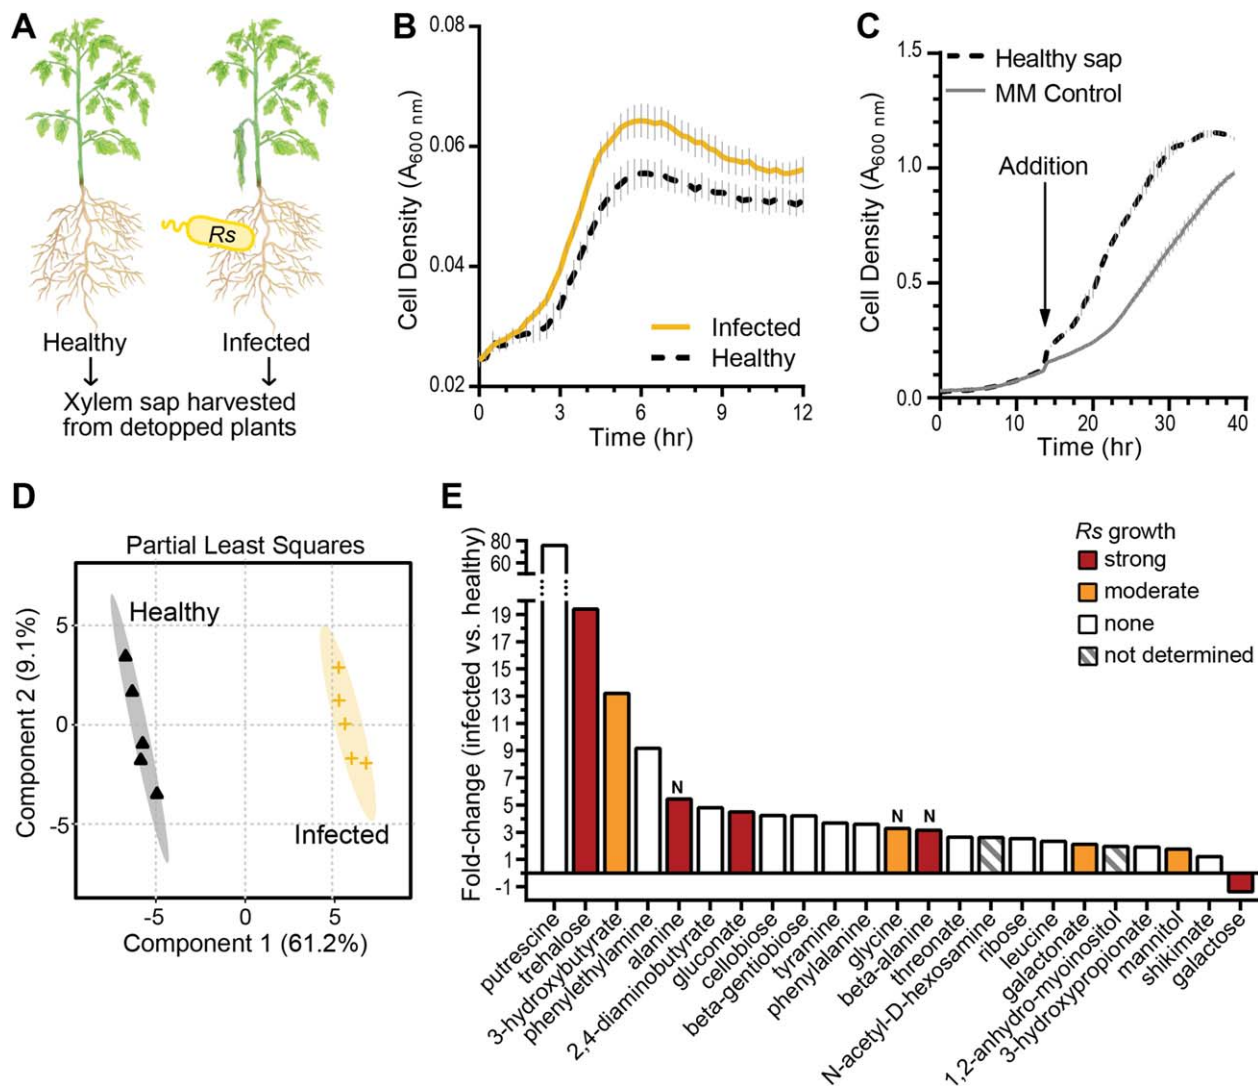 A
Rs
Healthy
Infected
Xylem sap harvested
from detopped plants
B
Cell Density (A600 nm)
0.08
0.06
0.04
0.02
0
3
6
9
12
Time (hr)
Infected
Healthy
C
Cell Density (A600 nm)
1.5
1.0
0.5
0.0
0
10
20
30
40
Time (hr)
Healthy sap
MM Control
Addition
D
Partial Least Squares
Component 2 (9.1%)
5
0
-5
Healthy
Infected
-5
0
5
Component 1 (61.2%)
E
Fold-change (infected vs. healthy)
80
60
19
17
15
13
11
9
7
5
3
1
-1
N
N
N
Rs growth
strong
moderate
none
not determined
putrescine
trehalose
3-hydroxybutyrate
phenylethylamine
alanine
2,4-diaminobutyrate
gluconate
cellobiose
beta-gentiobiose
tyramine
phenylalanine
glycine
beta-alanine
threonate
N-acetyl-D-hexosamine
ribose
leucine
galactonate
1,2-anhydro-myoinositol
3-hydroxypropionate
mannitol
shikimate
galactose